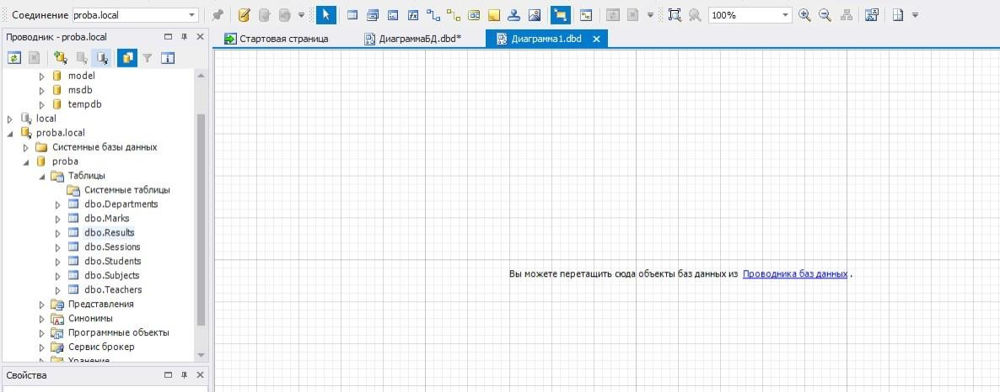 Соединение proba.local
100%
Проводник - proba.local
Стартовая страница
ДиаграммаБД.dbd*
Диаграмма1.dbd
model
msdb
tempdb
local
proba.local
Системные базы данных
proba
Таблицы
Системные таблицы
dbo.Departments
dbo.Marks
dbo.Results
dbo.Sessions
dbo.Students
dbo.Subjects
dbo.Teachers
Представления
Синонимы
Программные объекты
Сервис брокер
Хранение
Свойства
Вы можете перетащить сюда объекты баз данных из Проводника баз данных .